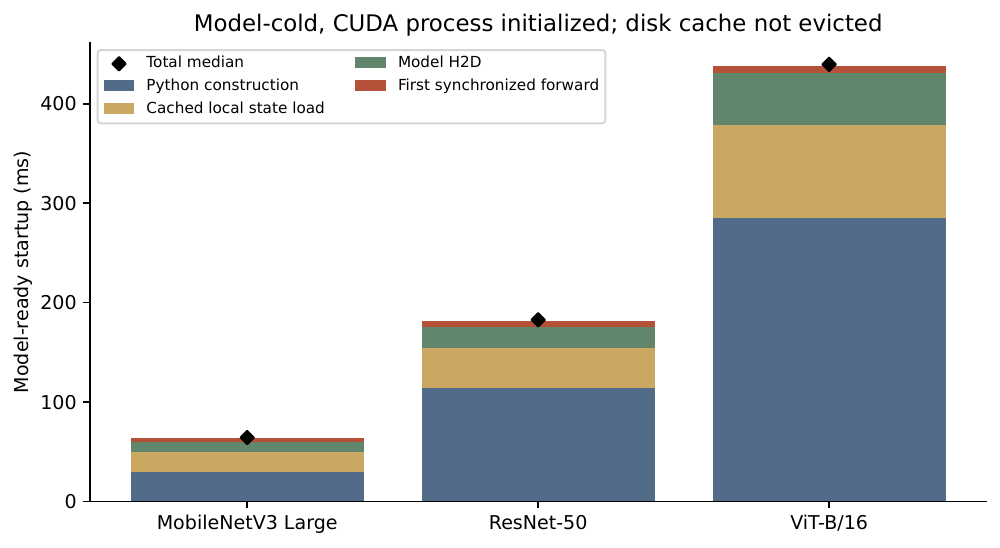 Model-cold, CUDA process initialized; disk cache not evicted
Total median
Python construction
Cached local state load
Model H2D
First synchronized forward
Model-ready startup (ms)
400
300
200
100
0
MobileNetV3 Large
ResNet-50
ViT-B/16